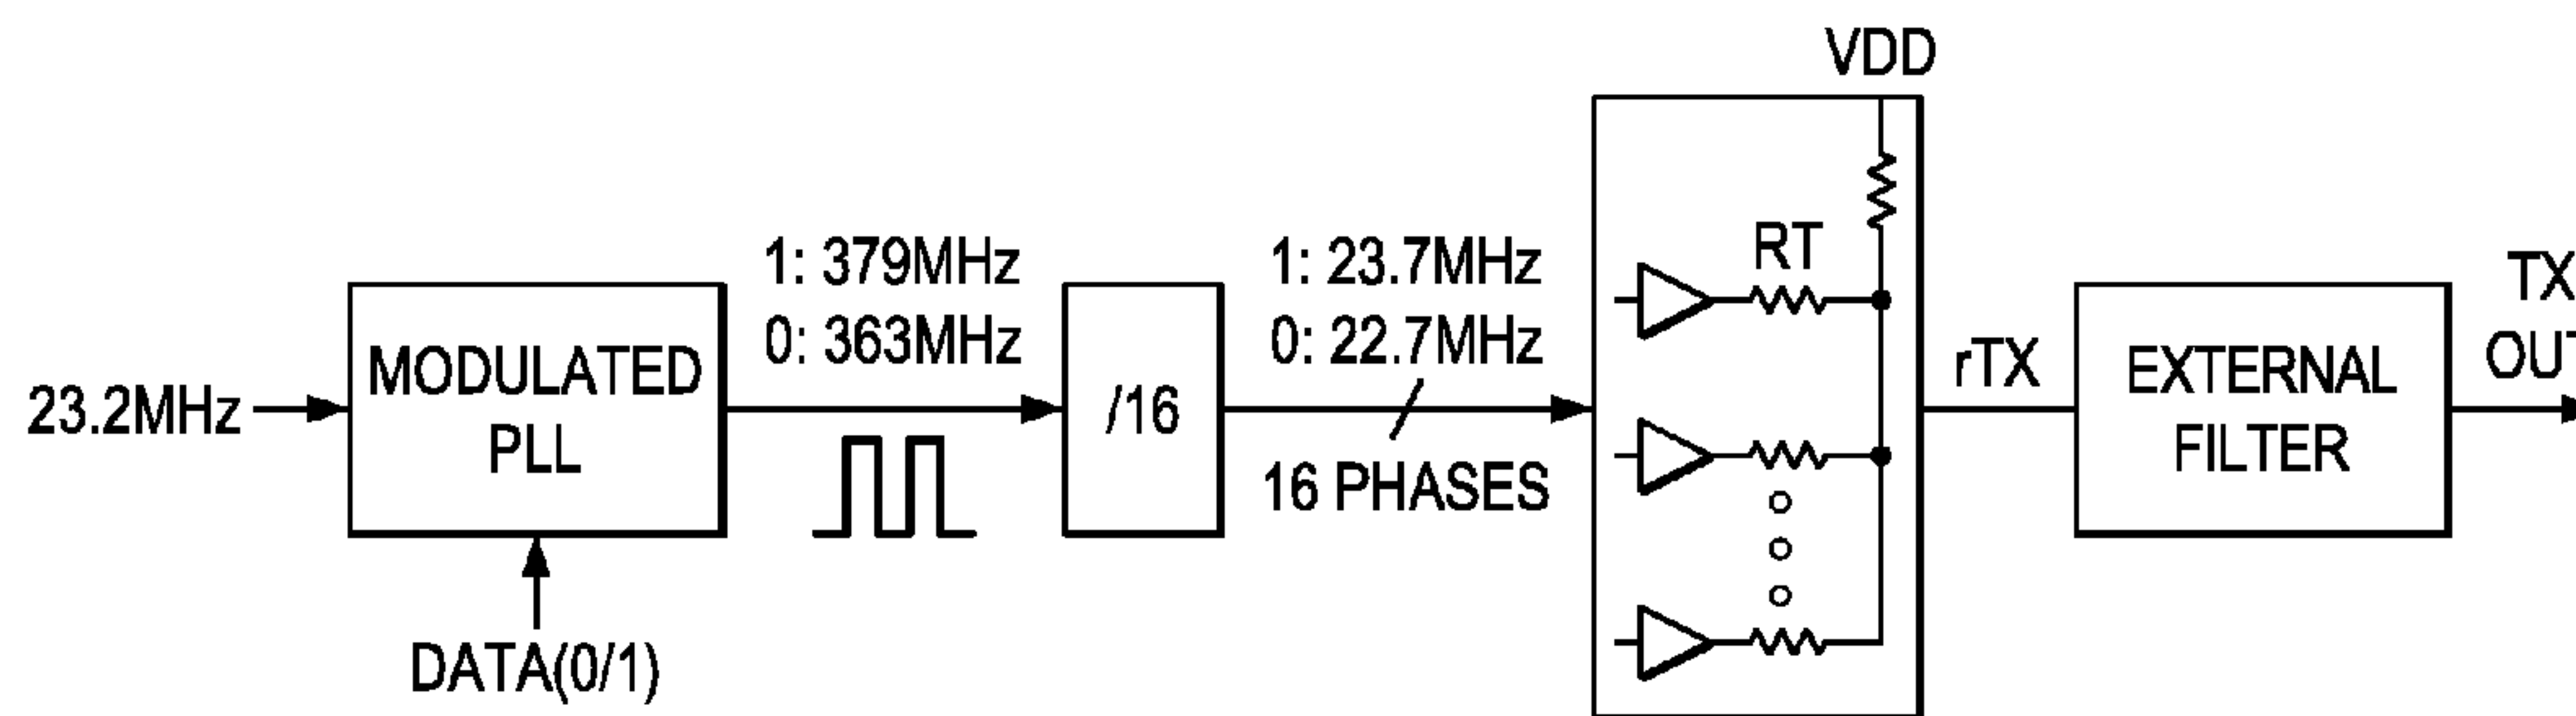 VDD
1: 379MHz
0: 363MHz
1: 23.7MHz
0: 22.7MHz
RT
23.2MHz
MODULATED
PLL
/16
16 PHASES
rTX
EXTERNAL
FILTER
TX
DATA(0/1)